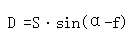 D =S· sin(α-f)